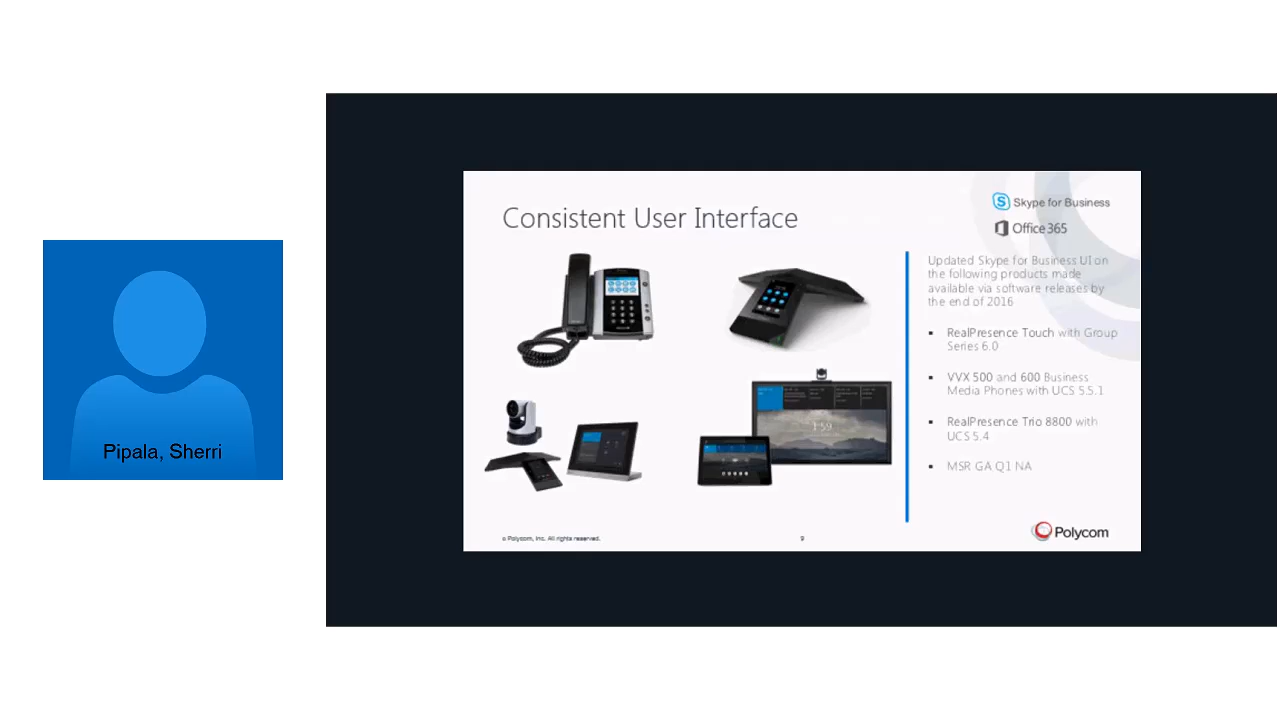 Pipala, Sherri
Consistent User Interface
Skype for Business
Office 365
Updated Skype for Business UI on
the following products made
available via software releases by
the end of 2016
▪ RealPresence Touch with Group
Series 6.0
▪ VVX 500 and 600 Business
Media Phones with UCS 5.5.1
▪ RealPresence Trio 8800 with
UCS 5.4
▪ MSR GA Q1 NA
1:59
© Polycom, Inc. All rights reserved.
9
Polycom